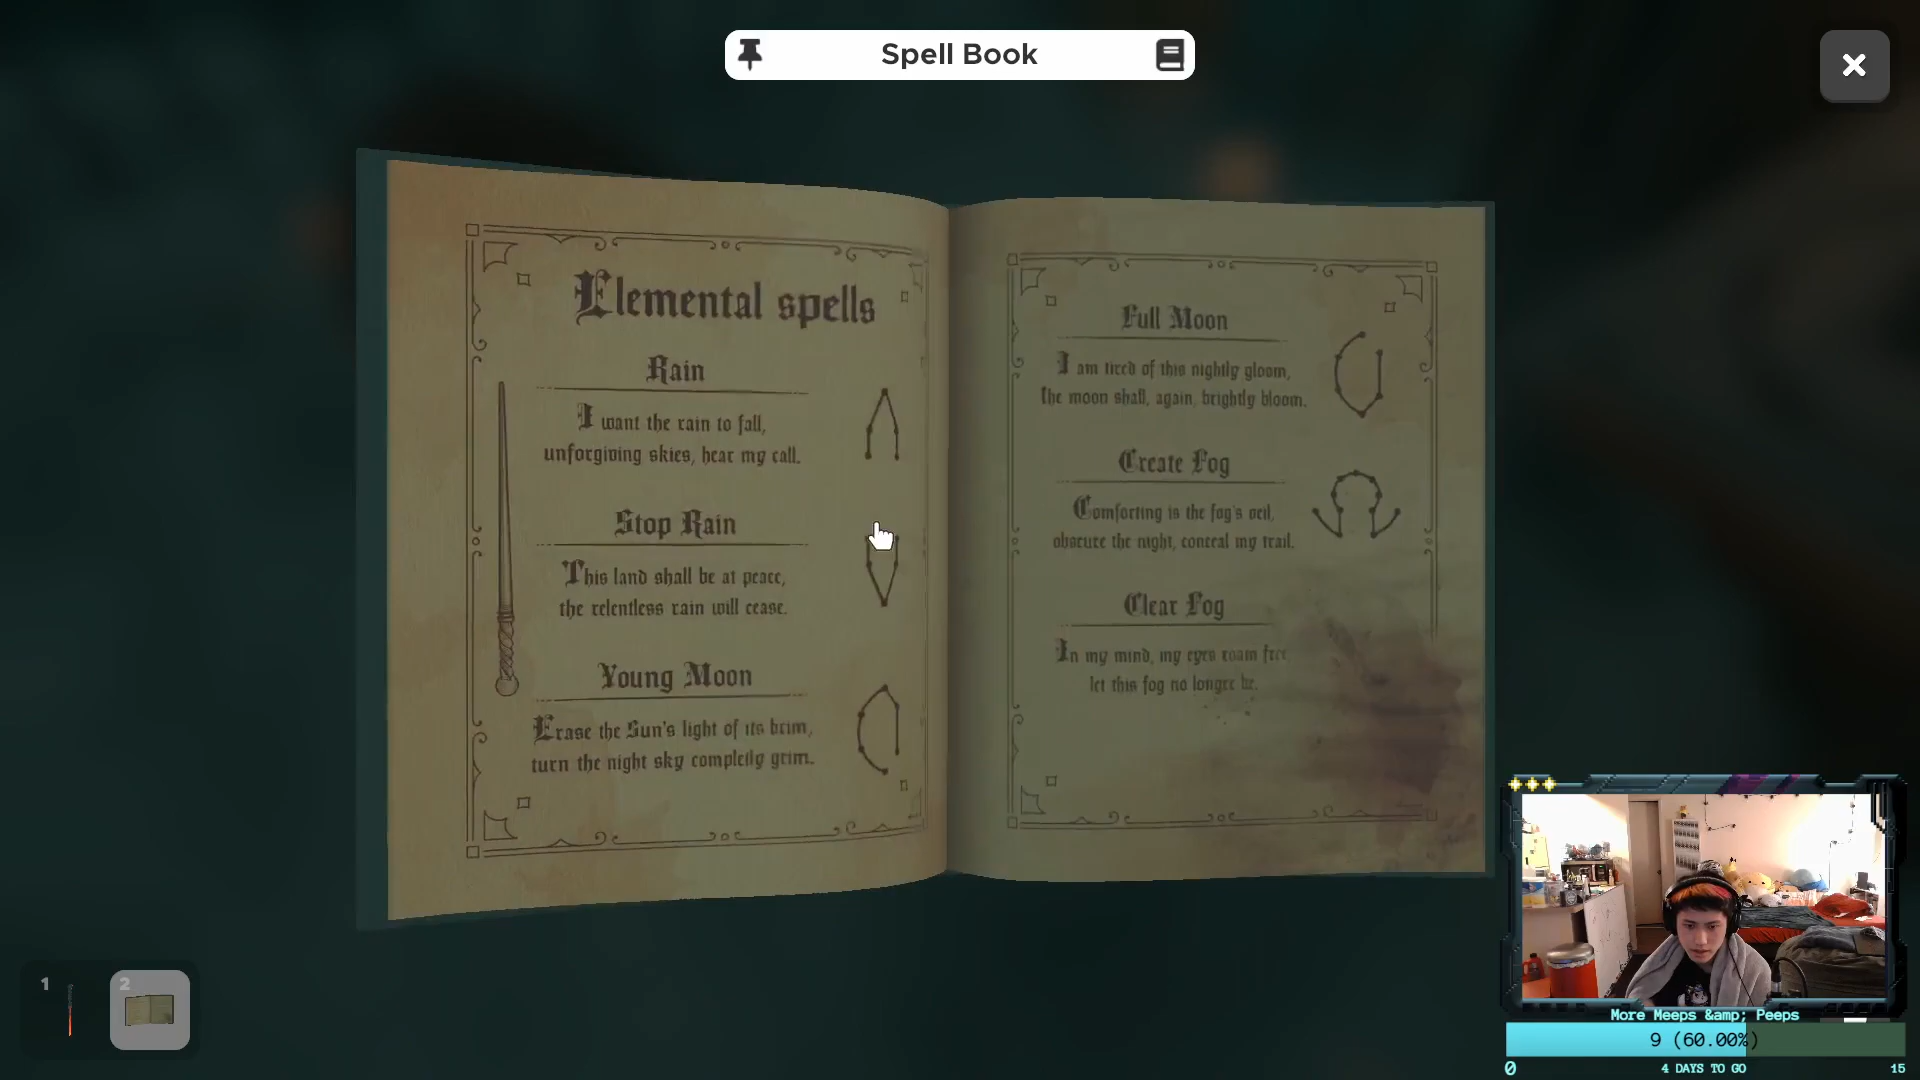 Spell Book
Elemental spells
Rain
I want the rain to fall,
unforgiving skies, hear my call.
Stop Rain
This land shall be at peace,
the relentless rain will cease.
Young Moon
Erase the Sun's light of its brim,
turn the night sky completly grim.
Full Moon
I am tired of this nightly gloom,
the moon shall, again, brightly bloom.
Create Fog
Comforting is the fog's veil,
obscure the night, conceal my trail.
Clear Fog
In my mind, my eyes roam free
let this fog no longer be.
1
2
More Meeps &amp; Peeps
9 (60.00%)
0
4 DAYS TO GO
15